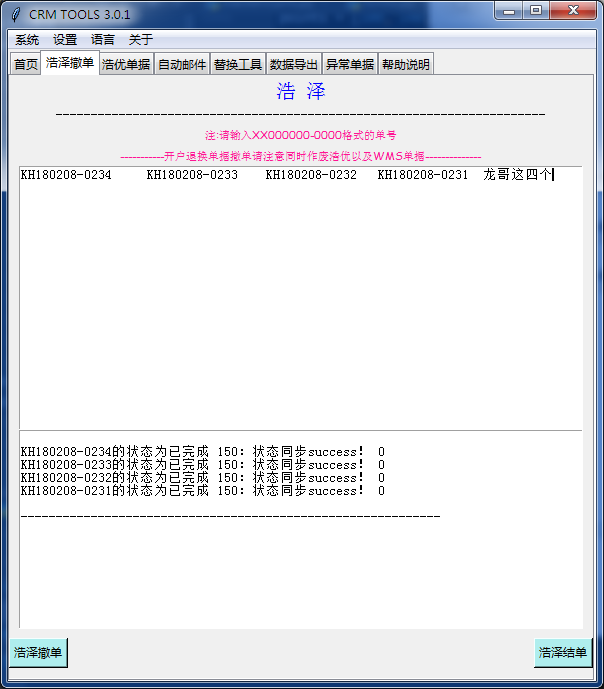 CRM TOOLS 3.0.1
系统 设置 语言 关于
首页 浩泽撤单 浩优单据 自动邮件 替换工具 数据导出 异常单据 帮助说明
浩 泽
----------------------------------------------------------------------
注:请输入XX000000-0000格式的单号
-----------开户退换单据撤单请注意同时作废浩优以及WMS单据--------------
KH180208-0234 KH180208-0233 KH180208-0232 KH180208-0231 龙哥这四个
KH180208-0234的状态为已完成 150: 状态同步success! 0
KH180208-0233的状态为已完成 150: 状态同步success! 0
KH180208-0232的状态为已完成 150: 状态同步success! 0
KH180208-0231的状态为已完成 150: 状态同步success! 0
------------------------------------------------------------
浩泽撤单 浩泽结单